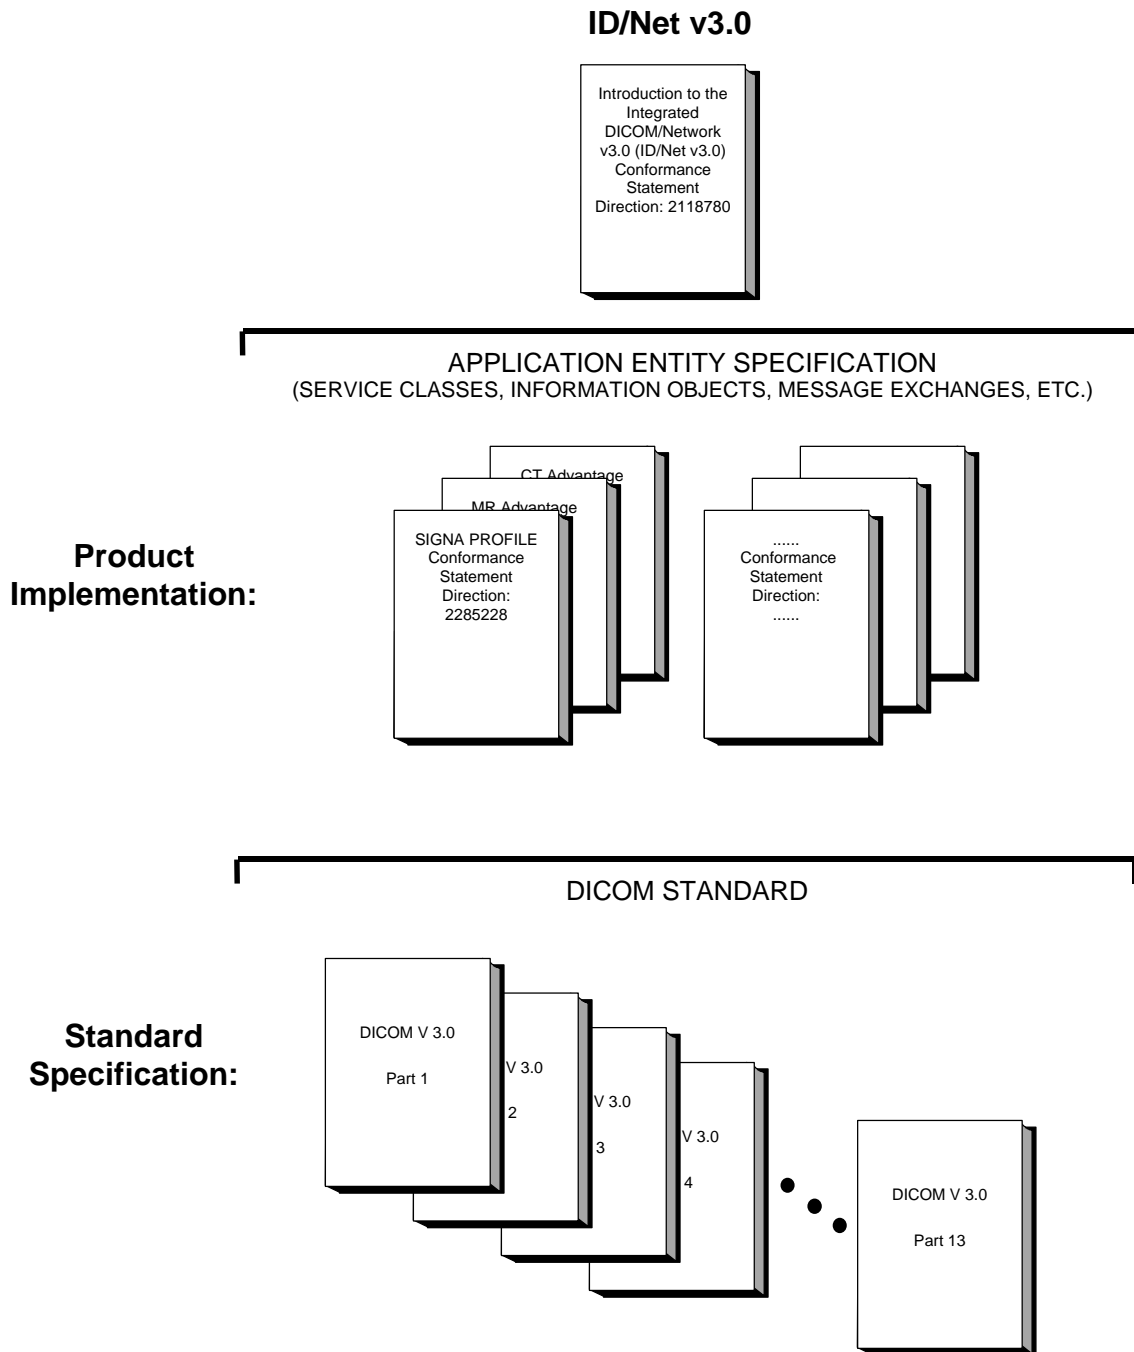 ID/Net v3.0
Introduction to the
Integrated
DICOM/Network
v3.0 (ID/Net v3.0)
Conformance
Statement
Direction: 2118780
APPLICATION ENTITY SPECIFICATION
(SERVICE CLASSES, INFORMATION OBJECTS, MESSAGE EXCHANGES, ETC.)
Product
Implementation:
CT Advantage
MR Advantage
SIGNA PROFILE
Conformance
Statement
Direction:
2285228
......
Conformance
Statement
Direction:
......
DICOM STANDARD
Standard
Specification:
DICOM V 3.0
Part 1
V 3.0
2
V 3.0
3
V 3.0
4
DICOM V 3.0
Part 13